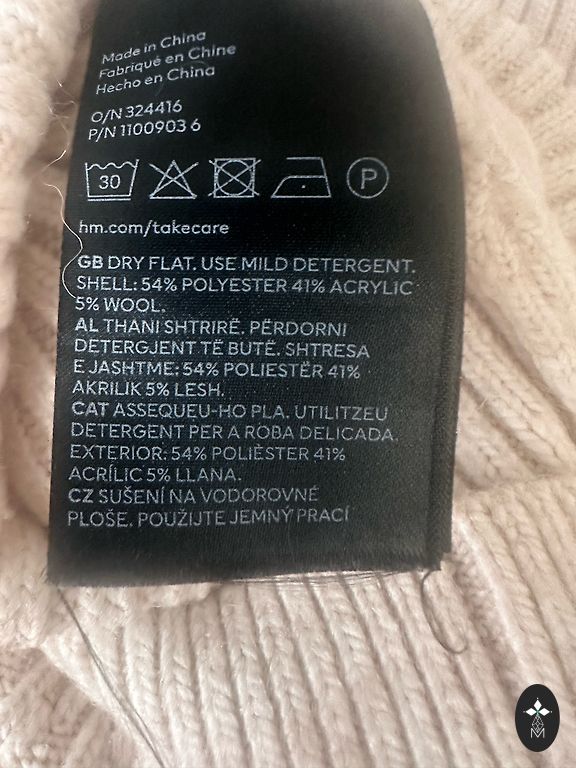 Made in China
Fabriqué en Chine
Hecho en China
O/N 324416
P/N 1100903 6
30
P
hm.com/takecare
GB DRY FLAT. USE MILD DETERGENT.
SHELL: 54% POLYESTER 41% ACRYLIC
5% WOOL.
AL THANI SHTRIRË. PËRDORNI
DETERGJENT TË BUTË. SHTRESA
E JASHTME: 54% POLIESTËR 41%
AKRILIK 5% LESH.
CAT ASSEQUEU-HO PLA. UTILITZEU
DETERGENT PER A ROBA DELICADA.
EXTERIOR: 54% POLIÈSTER 41%
ACRÍLIC 5% LLANA.
CZ SUŠENÍ NA VODOROVNÉ
PLOŠE. POUŽIJTE JEMNÝ PRACÍ
M